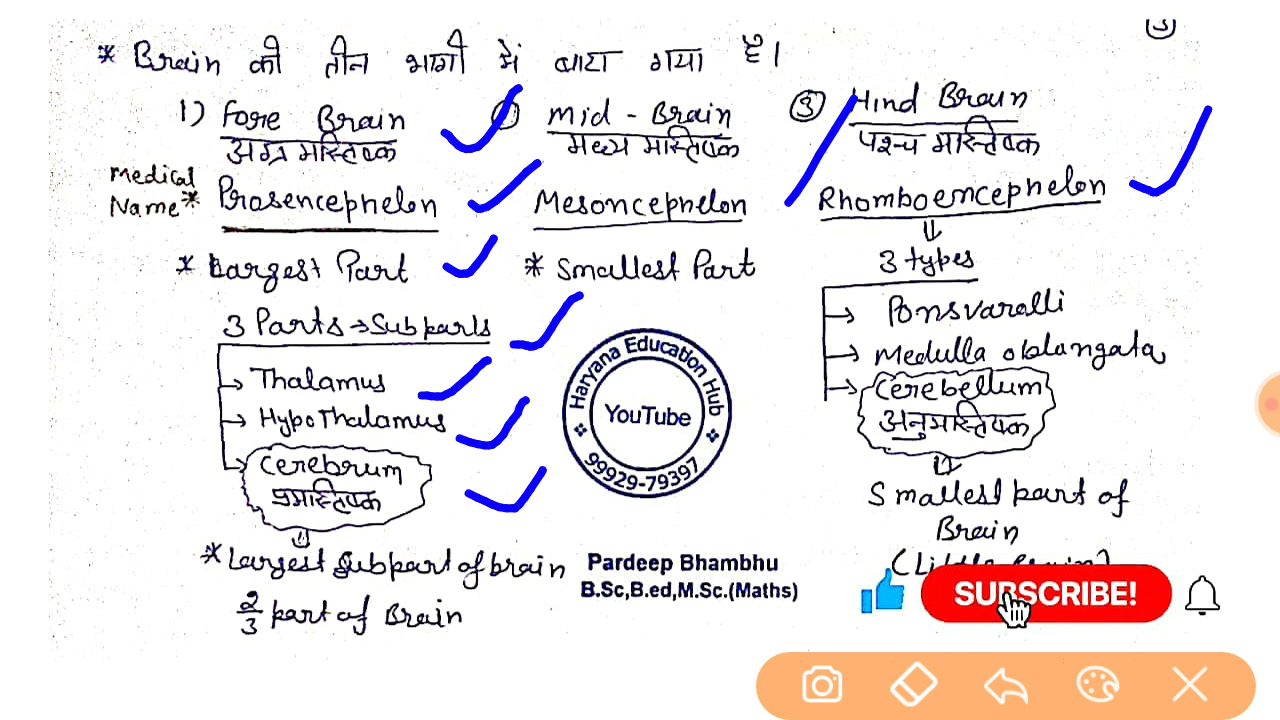 * Brain को तीन भागों में बाटा गया है।
1) Fore Brain
अग्र मस्तिष्क
Medical Name* Prosencephelon
* Largest Part
3 Parts → Subparts
→ Thalamus
→ HypoThalamus
→ Cerebrum
प्रमस्तिष्क
* Largest Subpart of brain
2/3 part of Brain
Mid - Brain
मध्य मस्तिष्क
Mesoncephelon
* Smallest Part
Haryana Education Hub
YouTube
99929-79397
Pardeep Bhambhu
B.Sc,B.ed,M.Sc.(Maths)
③ Hind Brain
पश्च मस्तिष्क
Rhomboencephelon
3 types
→ Ponsvarolli
→ Medulla oblangata
→ Cerebellum
अनुमस्तिष्क
Smallest part of
Brain
SUBSCRIBE!